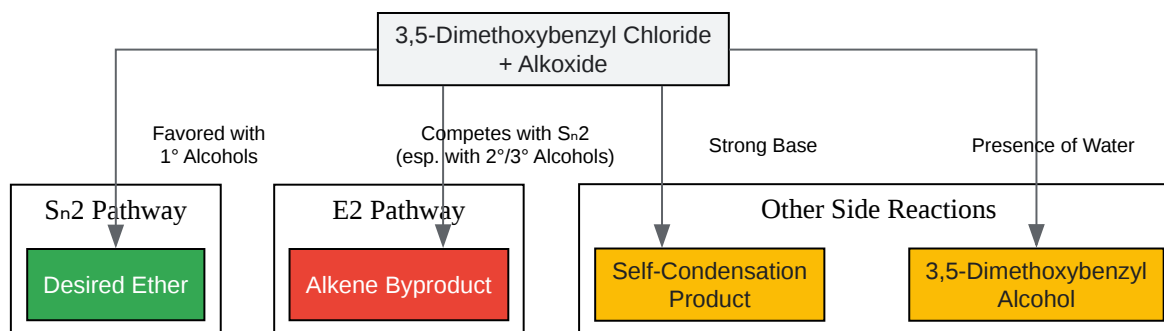 3,5-Dimethoxybenzyl Chloride
+ Alkoxide
Favored with
1° Alcohols
Competes with Sₙ2
(esp. with 2°/3° Alcohols)
Strong Base
Presence of Water
Sₙ2 Pathway
E2 Pathway
Other Side Reactions
Desired Ether
Alkene Byproduct
Self-Condensation
Product
3,5-Dimethoxybenzyl
Alcohol